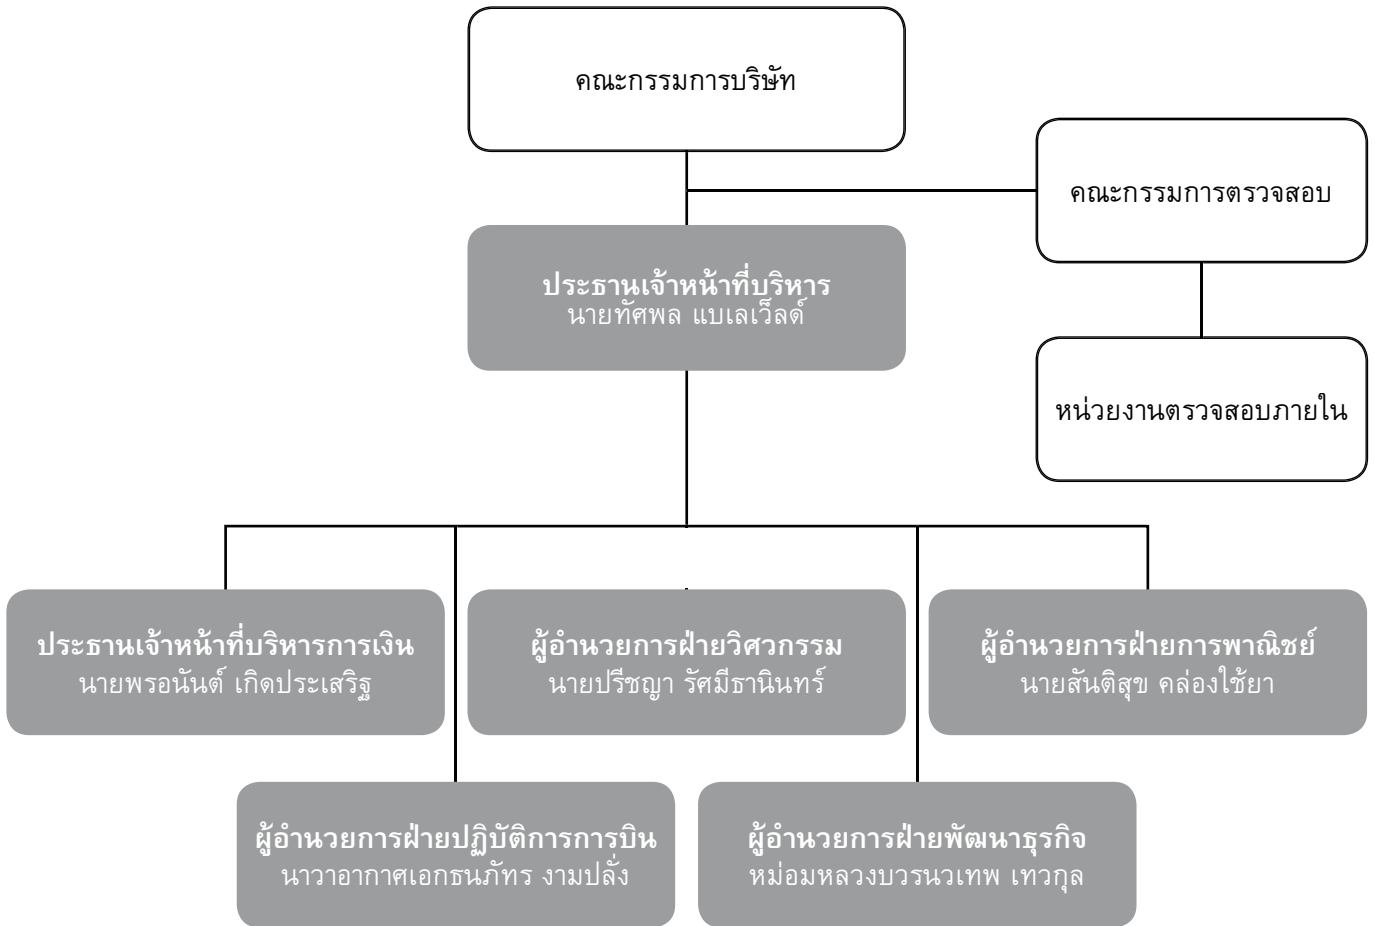 คณะกรรมการบริษัท
คณะกรรมการตรวจสอบ
ประธานเจ้าหน้าที่บริหาร
นายทัศพล แบเลเว็ลด์
หน่วยงานตรวจสอบภายใน
ประธานเจ้าหน้าที่บริหารการเงิน
นายพรอนันต์ เกิดประเสริฐ
ผู้อำนวยการฝ่ายวิศวกรรม
นายปรีชญา รัศมีธานินทร์
ผู้อำนวยการฝ่ายการพาณิชย์
นายสันติสุข คล่องใช้ยา
ผู้อำนวยการฝ่ายปฏิบัติการการบิน
นาวาอากาศเอกธนภัทร งามปลั่ง
ผู้อำนวยการฝ่ายพัฒนาธุรกิจ
หม่อมหลวงบวรนวเทพ เทวกุล